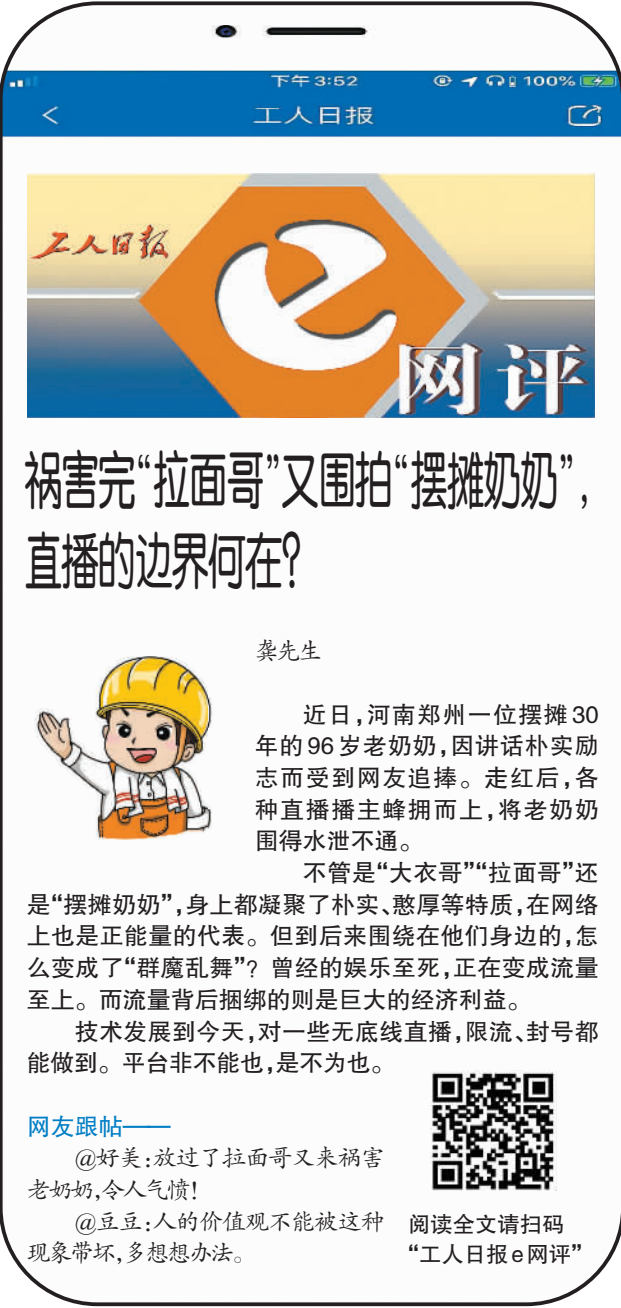 下午3:52
100%
工人日报
工人日报
e
网评
祸害完“拉面哥”又围拍“摆摊奶奶”，
直播的边界何在？
龚先生
近日，河南郑州一位摆摊30
年的96岁老奶奶，因讲话朴实励
志而受到网友追捧。走红后，各
种直播播主蜂拥而上，将老奶奶
围得水泄不通。
不管是“大衣哥”“拉面哥”还
是“摆摊奶奶”，身上都凝聚了朴实、憨厚等特质，在网络
上也是正能量的代表。但到后来围绕在他们身边的，怎
么变成了“群魔乱舞”？曾经的娱乐至死，正在变成流量
至上。而流量背后捆绑的则是巨大的经济利益。
技术发展到今天，对一些无底线直播，限流、封号都
能做到。平台非不能也，是不为也。
网友跟帖——
@好美：放过了拉面哥又来祸害
老奶奶，令人气愤！
@豆豆：人的价值观不能被这种
现象带坏，多想想办法。
阅读全文请扫码
“工人日报e网评”